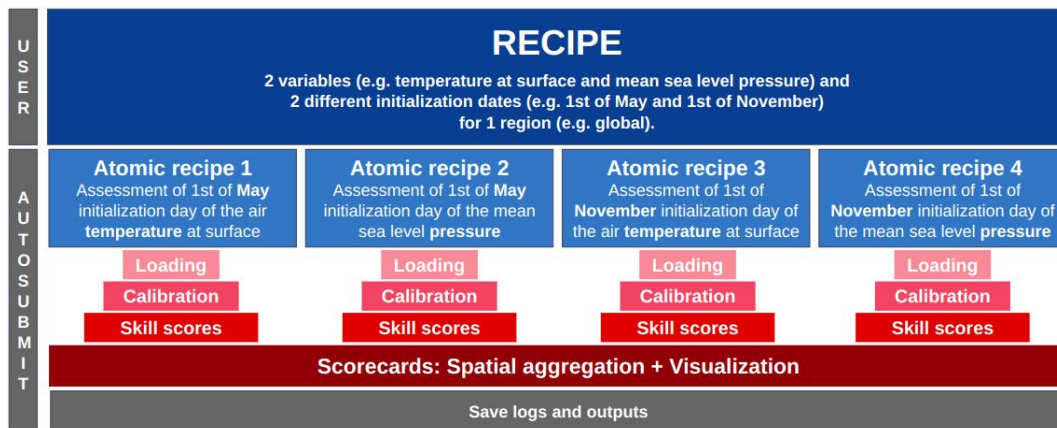 USER
RECIPE
2 variables (e.g. temperature at surface and mean sea level pressure) and
2 different initialization dates (e.g. 1st of May and 1st of November)
for 1 region (e.g. global).
AUTOSUBMIT
Atomic recipe 1
Assessment of 1st of May
initialization day of the air
temperature at surface
Atomic recipe 2
Assessment of 1st of May
initialization day of the mean
sea level pressure
Atomic recipe 3
Assessment of 1st of
November initialization day of
the air temperature at surface
Atomic recipe 4
Assessment of 1st of
November initialization day of
the mean sea level pressure
Loading
Loading
Loading
Loading
Calibration
Calibration
Calibration
Calibration
Skill scores
Skill scores
Skill scores
Skill scores
Scorecards: Spatial aggregation + Visualization
Save logs and outputs